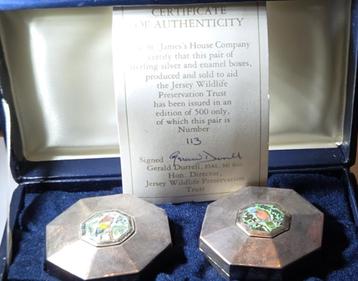 CERTIFICATE
OF AUTHENTICITY
James's House Company
certify that this pair of
sterling silver and enamel boxes,
produced and sold to aid
the Jersey Wildlife
Preservation Trust
has been issued in an
edition of 500 only,
of which this pair is
Number
113
Signed Gerald Durrell
Gerald Durrell,
Hon. Director,
Jersey Wildlife Preservation
Trust